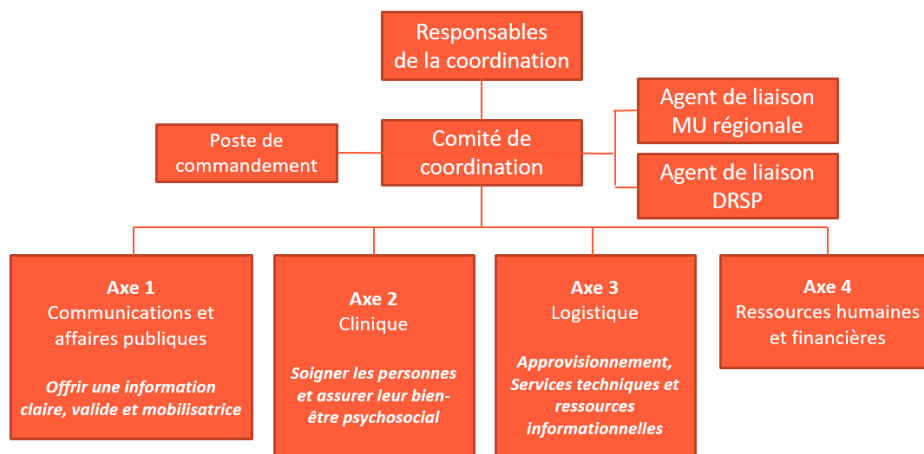 Responsables
de la coordination
Agent de liaison
MU régionale
Poste de
commandement
Comité de
coordination
Agent de liaison
DRSP
Axe 1
Communications et
affaires publiques
Offrir une information
claire, valide et mobilisatrice
Axe 2
Clinique
Soigner les personnes
et assurer leur bien-
être psychosocial
Axe 3
Logistique
Approvisionnement,
Services techniques et
ressources
informationnelles
Axe 4
Ressources humaines
et financières